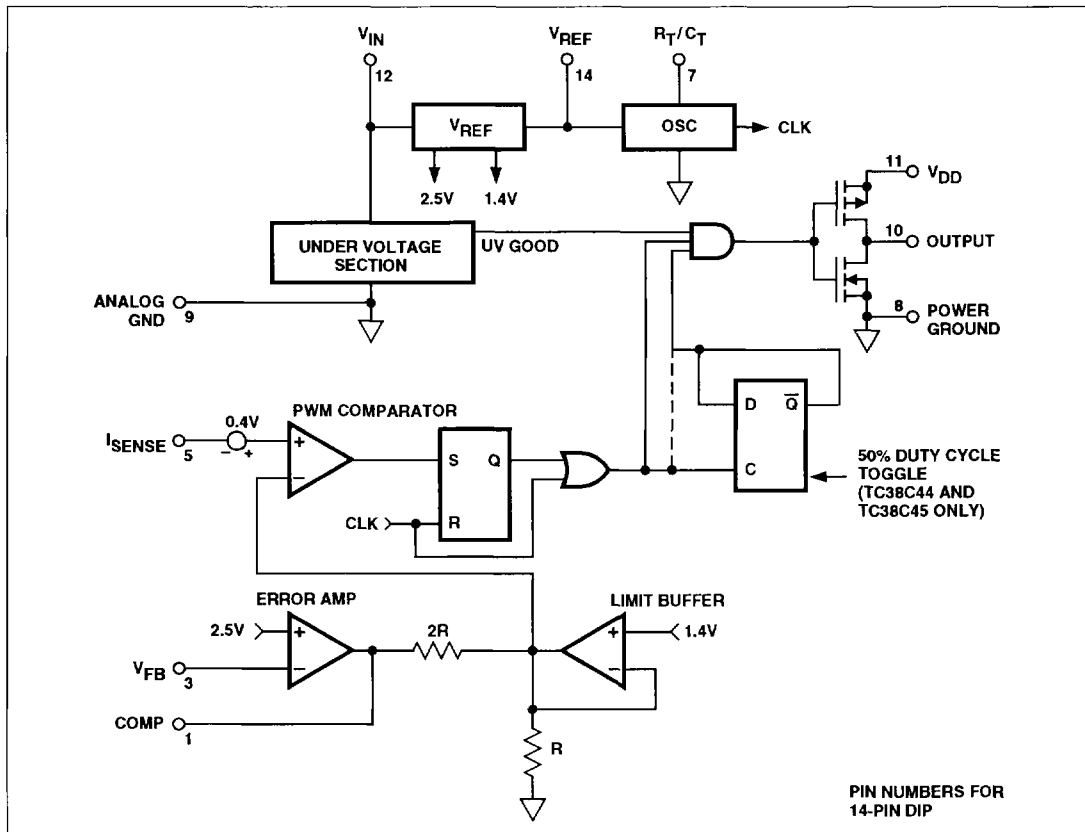 V_IN
12
V_REF
14
R_T/C_T
7
V_REF
OSC
CLK
2.5V
1.4V
11
V_DD
UNDER VOLTAGE
SECTION
UV GOOD
10
OUTPUT
ANALOG
GND
9
8
POWER
GROUND
PWM COMPARATOR
0.4V
I_SENSE
5
−
+
+
−
S
Q
CLK
R
D
Q̅
C
50% DUTY CYCLE
TOGGLE
(TC38C44 AND
TC38C45 ONLY)
ERROR AMP
LIMIT BUFFER
2.5V
+
2R
+
1.4V
V_FB
3
−
−
COMP
1
R
PIN NUMBERS FOR
14-PIN DIP